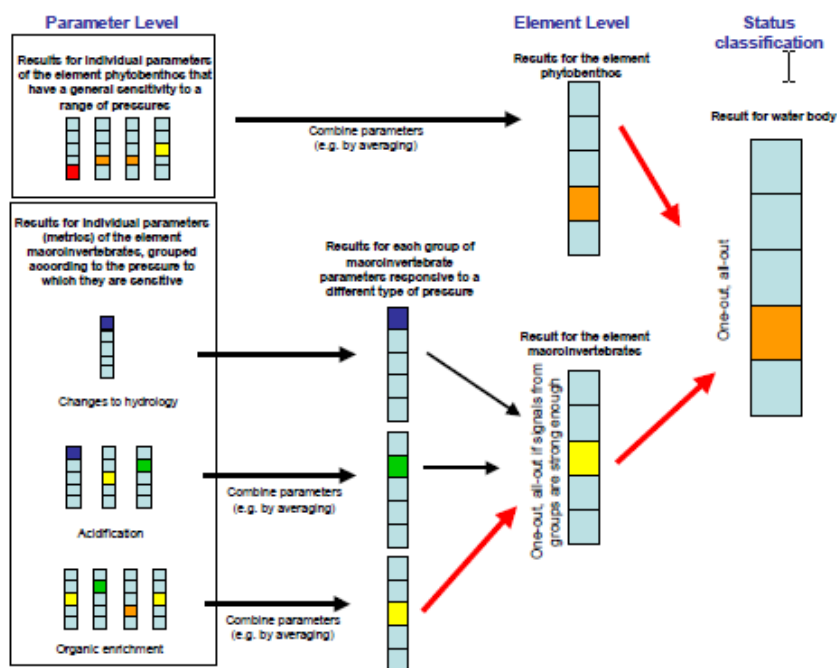 Parameter Level
Results for individual parameters
of the element phytobenthos that
have a general sensitivity to a
range of pressures
Combine parameters
(e.g. by averaging)
Element Level
Results for the element
phytobenthos
Status
classification
Result for water body
One-out, all-out
Results for individual parameters
(metrics) of the element
macroinvertebrates, grouped
according to the pressure to
which they are sensitive
Changes to hydrology
Acidification
Organic enrichment
Combine parameters
(e.g. by averaging)
Combine parameters
(e.g. by averaging)
Results for each group of
macroinvertebrate
parameters responsive to a
different type of pressure
Result for the element
macroinvertebrates
One-out, all-out if signals from
groups are strong enough